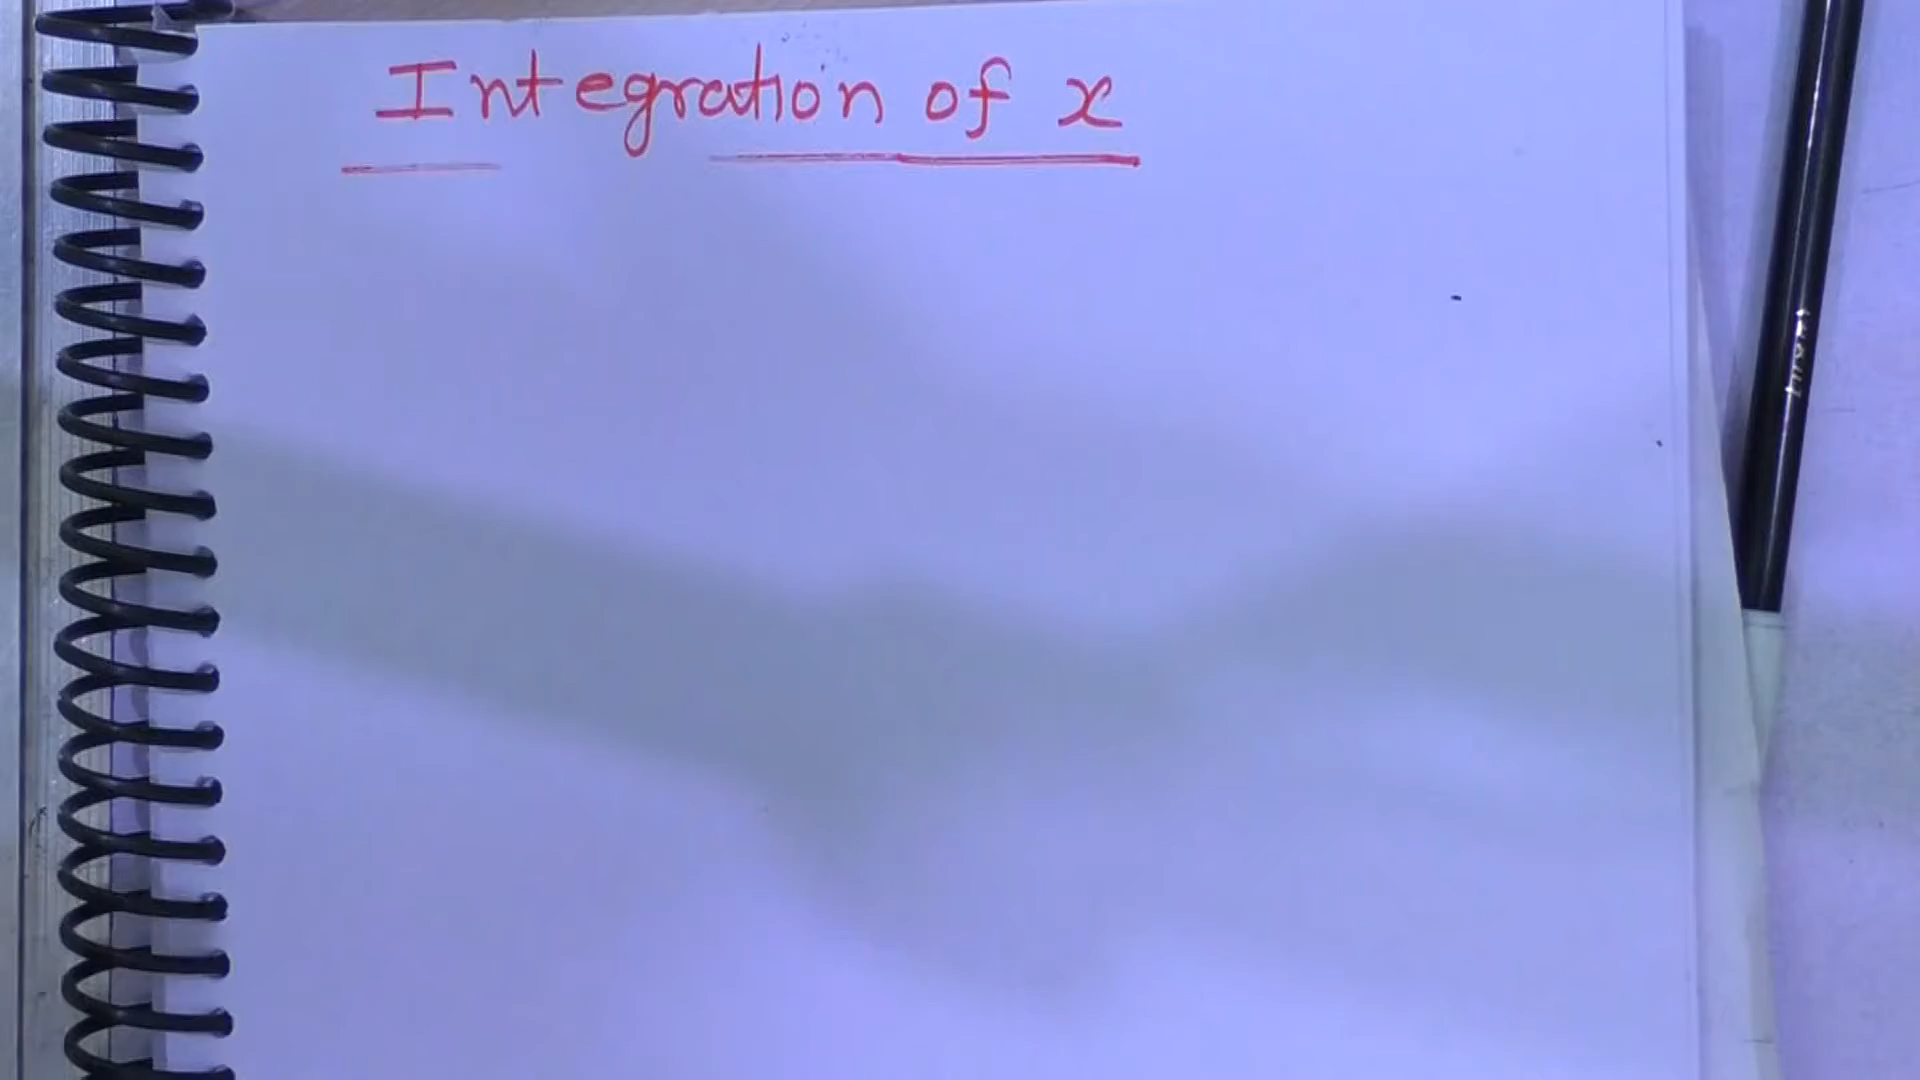 Integration of x